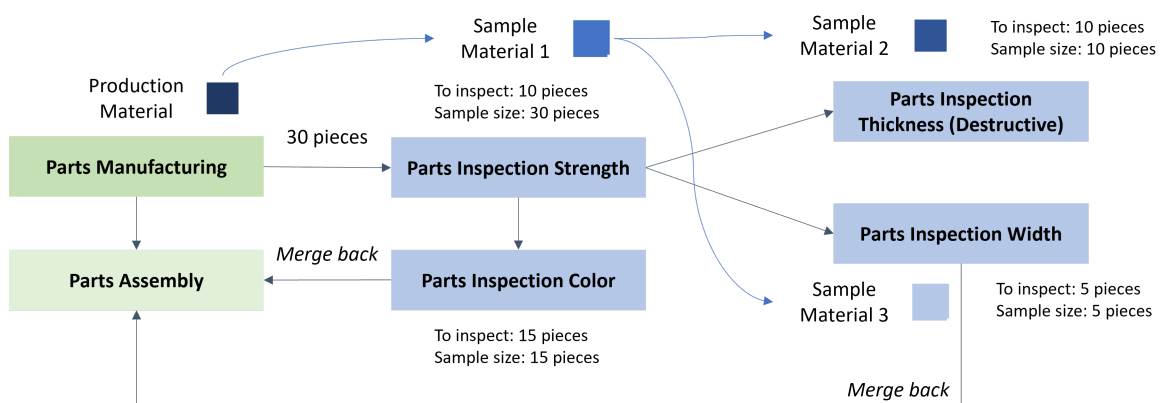 Sample
Material 1
Sample
Material 2
To inspect: 10 pieces
Sample size: 10 pieces
Production
Material
To inspect: 10 pieces
Sample size: 30 pieces
Parts Inspection
Thickness (Destructive)
30 pieces
Parts Manufacturing
Parts Inspection Strength
Parts Inspection Width
Merge back
Parts Assembly
Parts Inspection Color
Sample
Material 3
To inspect: 5 pieces
Sample size: 5 pieces
To inspect: 15 pieces
Sample size: 15 pieces
Merge back